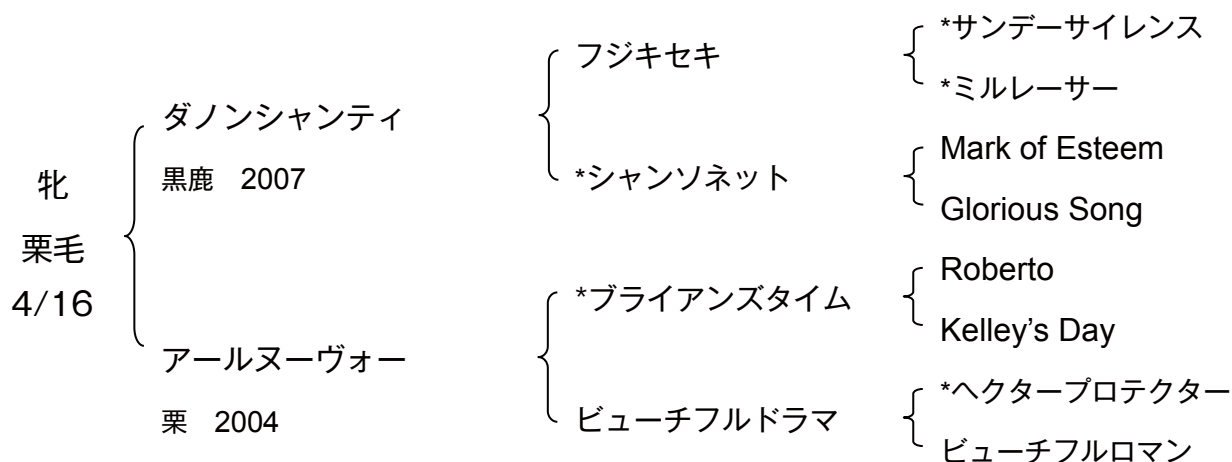 牝
栗毛
4/16
ダノンシャンティ
黒鹿 2007
アールヌーヴォー
栗 2004
フジキセキ
*シャンソネット
*ブライアンズタイム
ビューチフルドラマ
*サンデーサイレンス
*ミルレーサー
Mark of Esteem
Glorious Song
Roberto
Kelley's Day
*ヘクタープロテクター
ビューチフルロマン